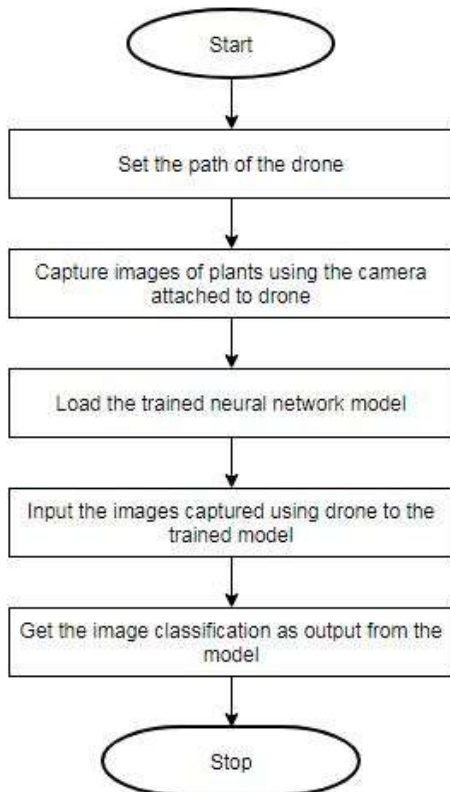 Start
Set the path of the drone
Capture images of plants using the camera
attached to drone
Load the trained neural network model
Input the images captured using drone to the
trained model
Get the image classification as output from the
model
Stop